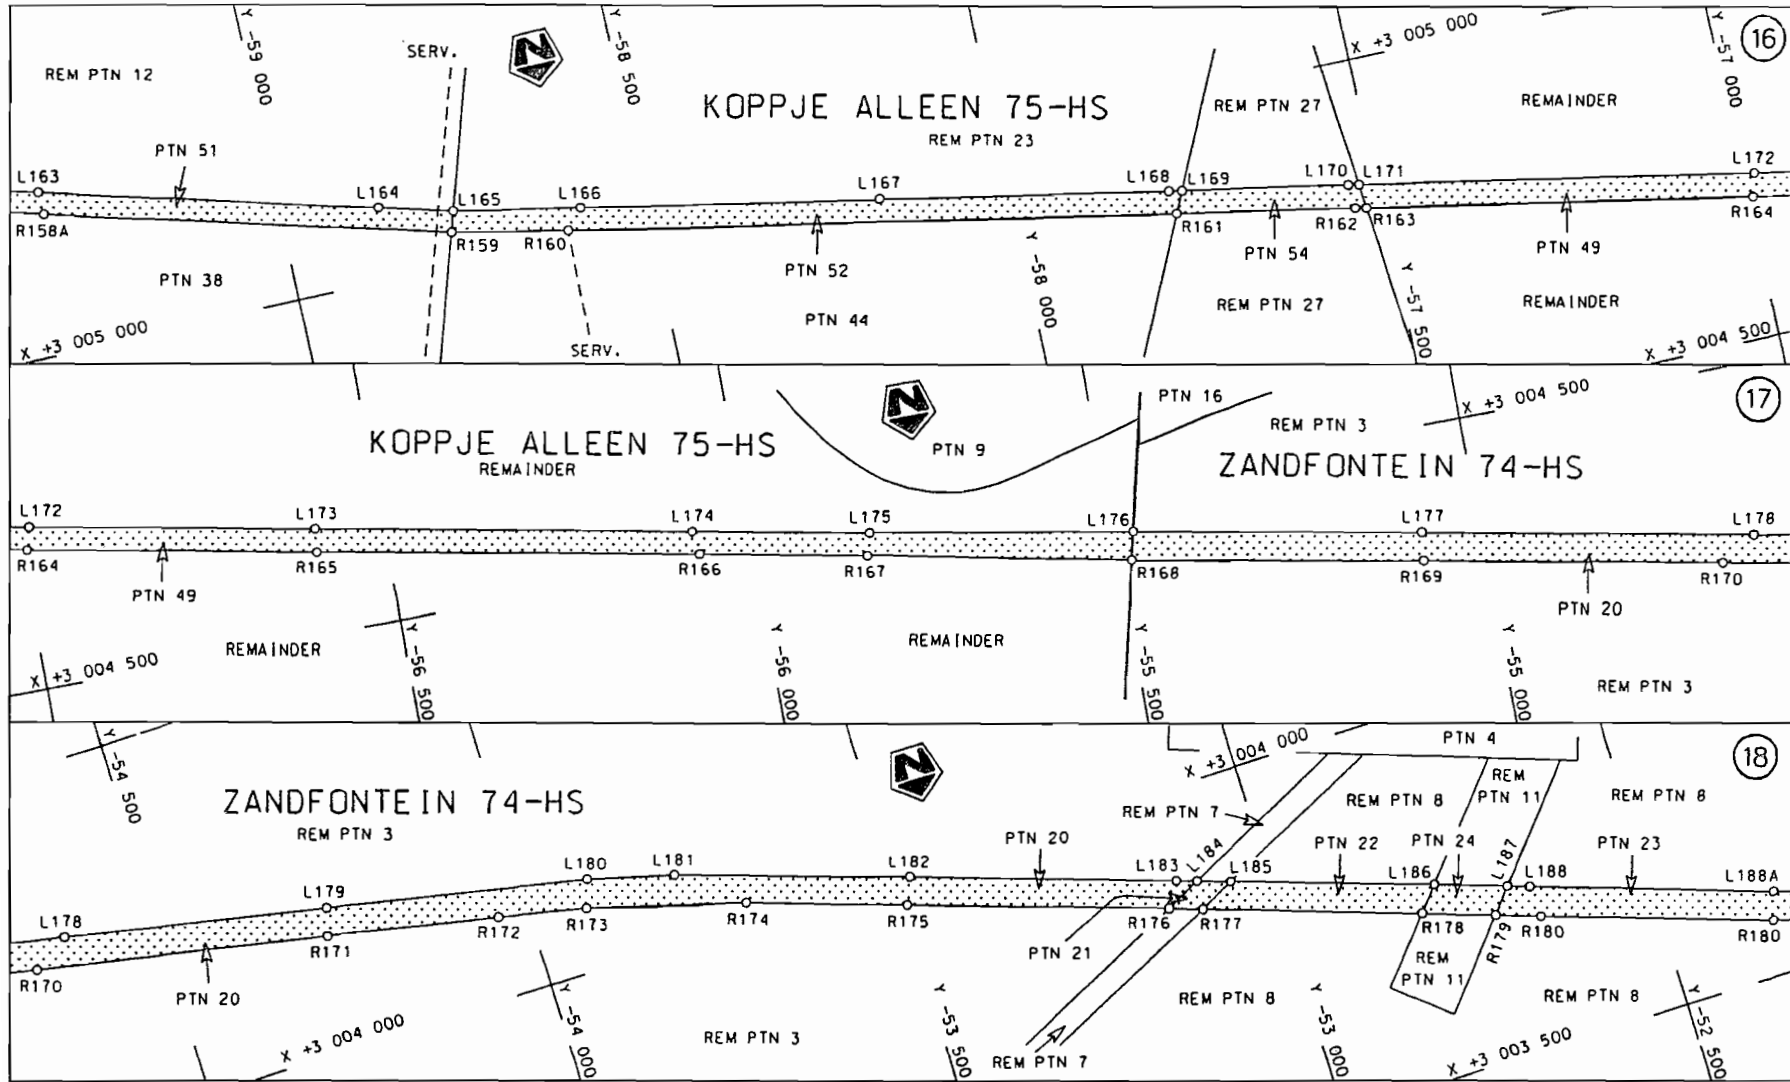 16
Y -59 000
Y -58 500
X +3 005 000
Y -57 000
REM PTN 12
SERV.
N
KOPPJE ALLEEN 75-HS
REM PTN 23
REM PTN 27
REMAINDER
PTN 51
L163
L164
L165
L166
L167
L168
L169
L170
L171
L172
R158A
R159
R160
R161
R162
R163
R164
PTN 38
PTN 52
PTN 44
Y -58 000
PTN 54
REM PTN 27
Y -57 500
PTN 49
REMAINDER
X +3 005 000
SERV.
X +3 004 500
17
N
PTN 16
X +3 004 500
KOPPJE ALLEEN 75-HS
REMAINDER
PTN 9
REM PTN 3
ZANDFONTEIN 74-HS
L172
L173
L174
L175
L176
L177
L178
R164
R165
R166
R167
R168
R169
R170
PTN 49
PTN 20
REMAINDER
REMAINDER
X +3 004 500
Y -56 500
Y -56 000
Y -55 500
Y -55 000
REM PTN 3
18
Y -54 500
N
X +3 004 000
PTN 4
ZANDFONTEIN 74-HS
REM PTN 3
REM PTN 7
REM PTN 8
REM
PTN 11
REM PTN 8
PTN 20
PTN 22
PTN 24
PTN 23
L178
L179
L180
L181
L182
L183
L184
L185
L186
L187
L188
L188A
R170
R171
R172
R173
R174
R175
R176
R177
R178
R179
R180
R180
PTN 20
PTN 21
REM
PTN 11
X +3 004 000
Y -54 000
REM PTN 3
Y -53 500
REM PTN 7
REM PTN 8
Y -53 000
X +3 003 500
REM PTN 8
Y -52 500